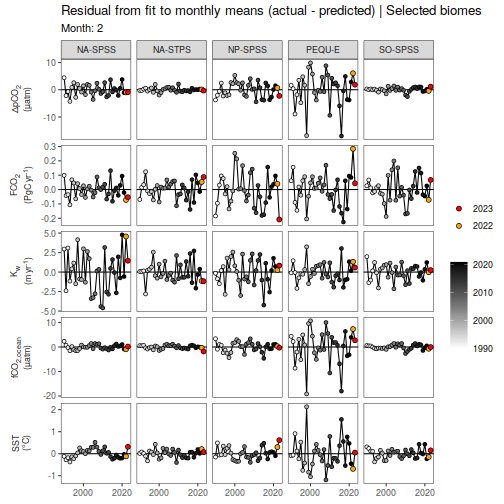 Residual from fit to monthly means (actual - predicted) | Selected biomes
Month: 2
NA-SPSS NA-STPS NP-SPSS PEQU-E SO-SPSS
ΔpCO₂
(µatm)
10
0
-10
FCO₂
(PgC yr⁻¹)
0.3
0.2
0.1
0.0
-0.1
-0.2
K_w
(m yr⁻¹)
5.0
2.5
0.0
-2.5
-5.0
fCO₂,ocean
(µatm)
10
0
-10
-20
SST
(°C)
2
1
0
-1
2000 2020 2000 2020 2000 2020 2000 2020 2000 2020
2023
2022
2020
2010
2000
1990